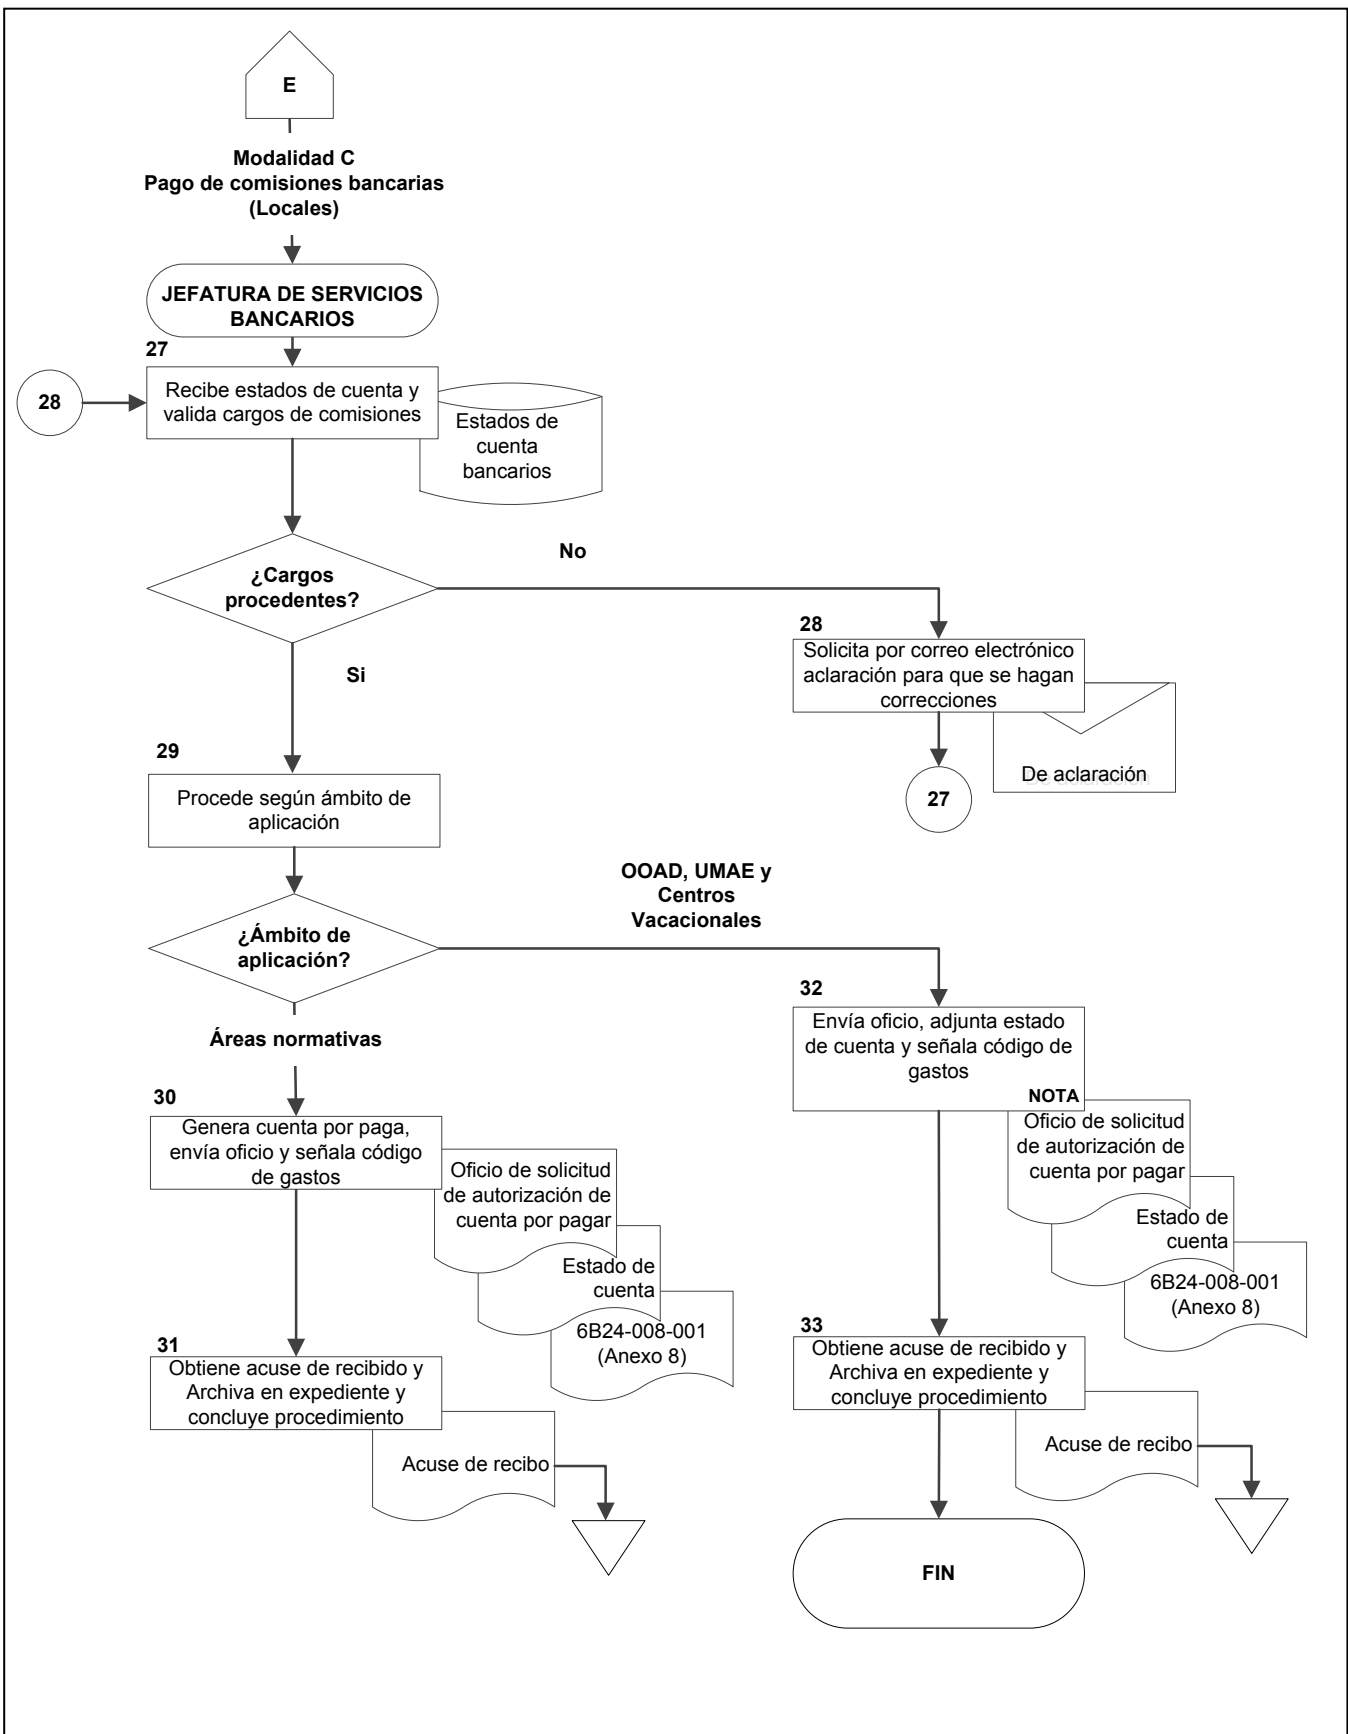 E
Modalidad C
Pago de comisiones bancarias
(Locales)
JEFATURA DE SERVICIOS
BANCARIOS
27
28
Recibe estados de cuenta y
valida cargos de comisiones
Estados de
cuenta
bancarios
¿Cargos
procedentes?
No
Si
28
Solicita por correo electrónico
aclaración para que se hagan
correcciones
De aclaración
27
29
Procede según ámbito de
aplicación
¿Ámbito de
aplicación?
OOAD, UMAE y
Centros
Vacacionales
Áreas normativas
32
Envía oficio, adjunta estado
de cuenta y señala código de
gastos
NOTA
Oficio de solicitud
de autorización de
cuenta por pagar
Estado de
cuenta
6B24-008-001
(Anexo 8)
30
Genera cuenta por paga,
envía oficio y señala código
de gastos
Oficio de solicitud
de autorización de
cuenta por pagar
Estado de
cuenta
6B24-008-001
(Anexo 8)
31
Obtiene acuse de recibido y
Archiva en expediente y
concluye procedimiento
Acuse de recibo
33
Obtiene acuse de recibido y
Archiva en expediente y
concluye procedimiento
Acuse de recibo
FIN